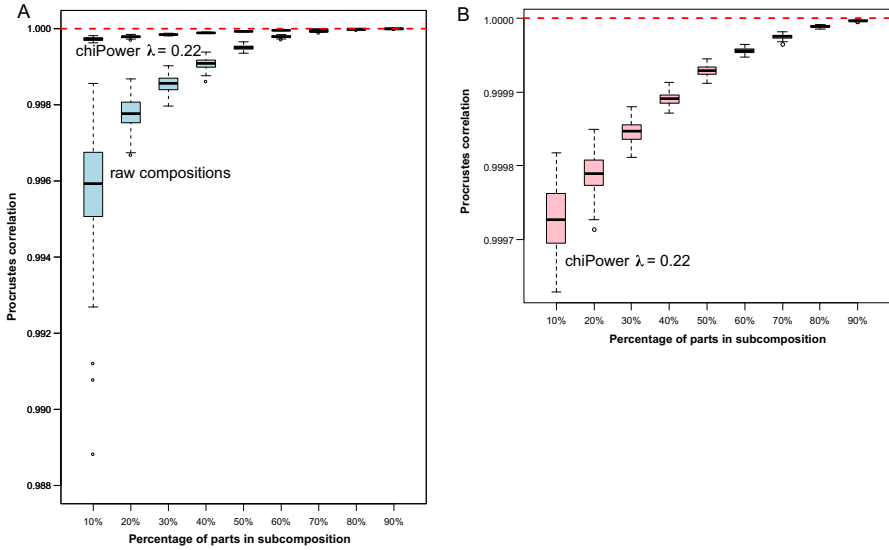 A
Procrustes correlation
1.000
0.998
0.996
0.994
0.992
0.990
0.988
chiPower λ = 0.22
raw compositions
10% 20% 30% 40% 50% 60% 70% 80% 90%
Percentage of parts in subcomposition
B
Procrustes correlation
1.0000
0.9999
0.9998
0.9997
chiPower λ = 0.22
10% 20% 30% 40% 50% 60% 70% 80% 90%
Percentage of parts in subcomposition